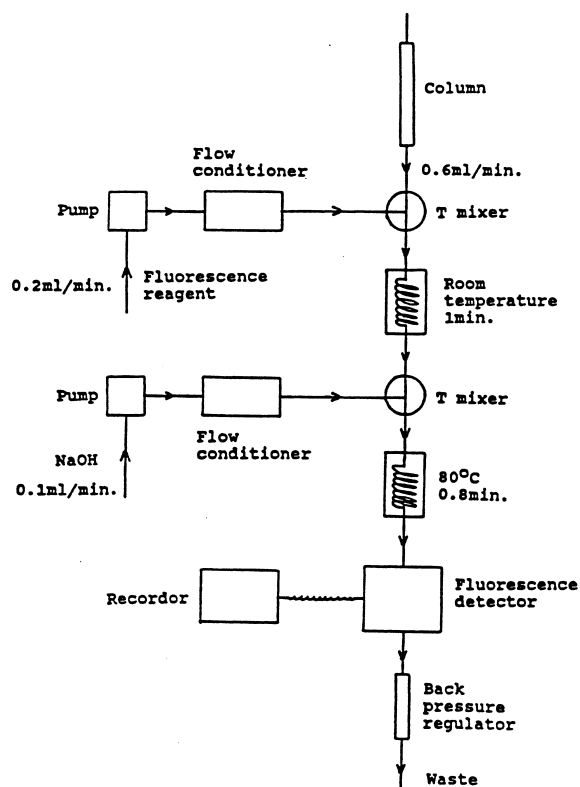 Column
Flow
conditioner
0.6ml/min.
Pump
T mixer
0.2ml/min.
Fluorescence
reagent
Room
temperature
1min.
Pump
T mixer
Flow
conditioner
NaOH
0.1ml/min.
80°C
0.8min.
Recordor
Fluorescence
detector
Back
pressure
regulator
Waste